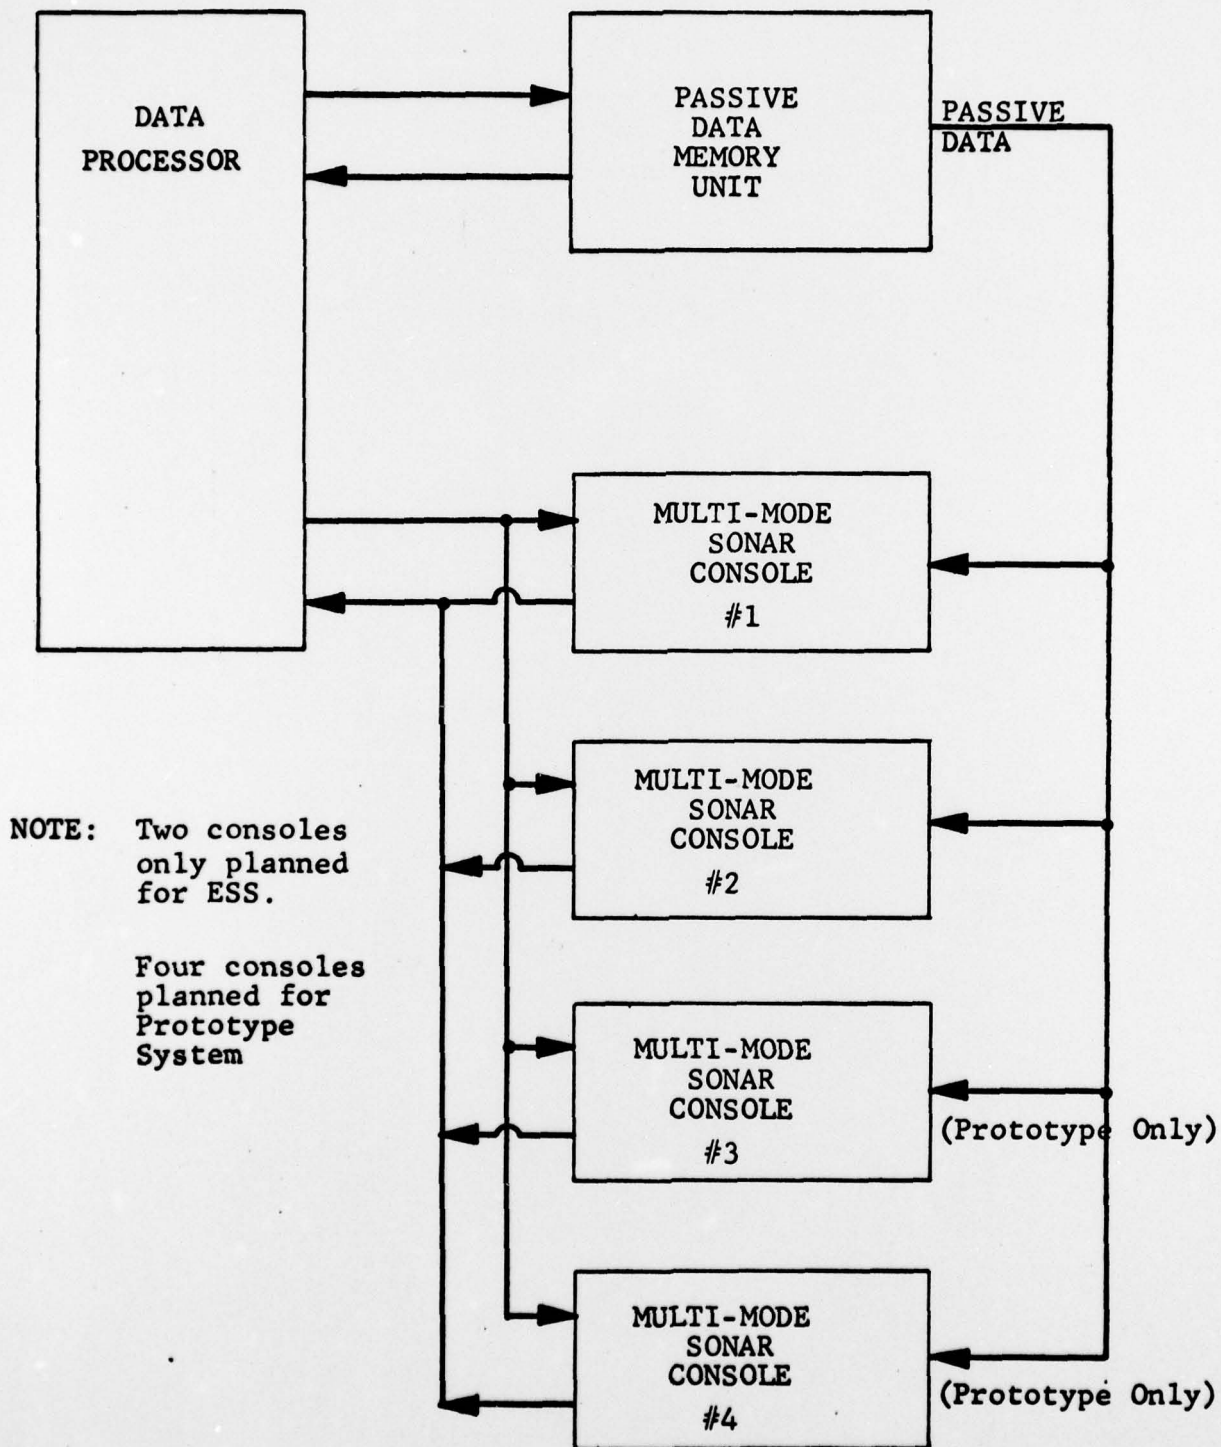 DATA
PROCESSOR
PASSIVE
DATA
MEMORY
UNIT
PASSIVE
DATA
MULTI-MODE
SONAR
CONSOLE
#1
MULTI-MODE
SONAR
CONSOLE
#2
NOTE: Two consoles
only planned
for ESS.
Four consoles
planned for
Prototype
System
MULTI-MODE
SONAR
CONSOLE
#3
(Prototype Only)
MULTI-MODE
SONAR
CONSOLE
#4
(Prototype Only)